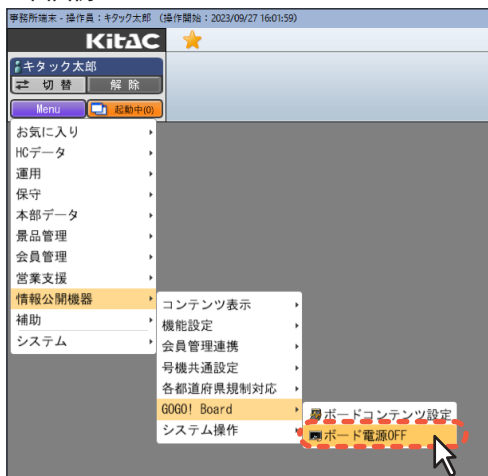 事務所端末 - 操作員：キタック太郎 （操作開始：2023/09/27 16:01:59）
KitAC
キタック太郎
切替 解除
Menu 起動中(0)
お気に入り
HCデータ
運用
保守
本部データ
景品管理
会員管理
営業支援
情報公開機器
補助
システム
コンテンツ表示
機能設定
会員管理連携
号機共通設定
各都道府県規制対応
GOGO! Board
システム操作
ボードコンテンツ設定
ボード電源OFF